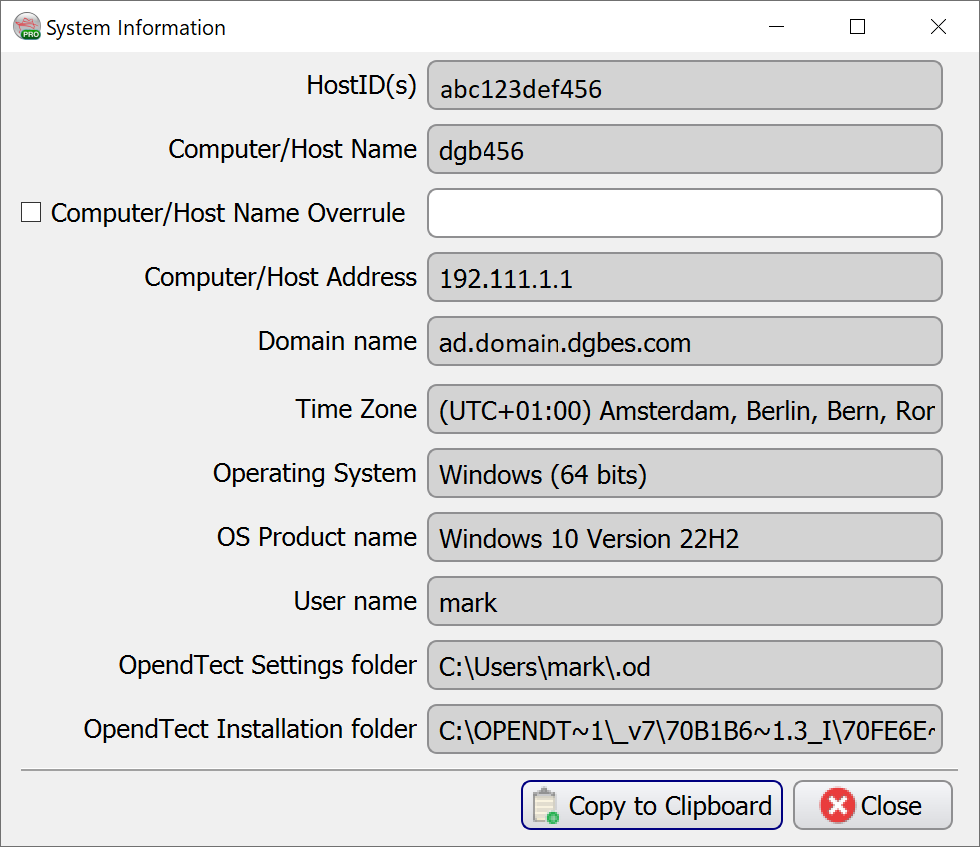 PRO System Information
HostID(s) abc123def456
Computer/Host Name dgb456
Computer/Host Name Overrule
Computer/Host Address 192.111.1.1
Domain name ad.domain.dgbes.com
Time Zone (UTC+01:00) Amsterdam, Berlin, Bern, Ror
Operating System Windows (64 bits)
OS Product name Windows 10 Version 22H2
User name mark
OpendTect Settings folder C:\Users\mark\.od
OpendTect Installation folder C:\OPENDT~1\_v7\70B1B6~1.3_I\70FE6E~
Copy to Clipboard Close